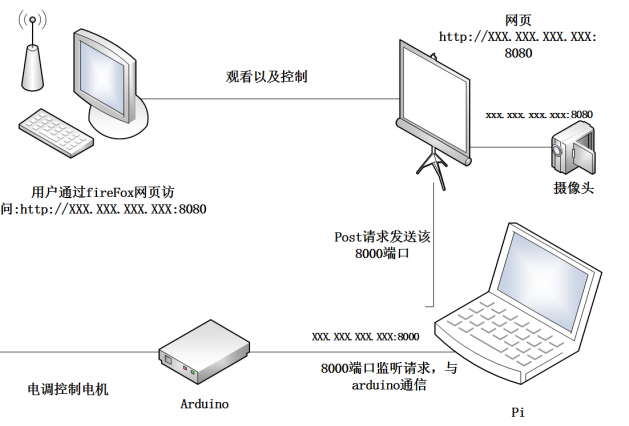 网页
http://XXX.XXX.XXX.XXX:
8080
观看以及控制
xxx.xxx.xxx.xxx:8080
摄像头
用户通过fireFox网页访
问:http://XXX.XXX.XXX.XXX:8080
Post请求发送该
8000端口
XXX.XXX.XXX.XXX:8000
8000端口监听请求，与
arduino通信
电调控制电机
Arduino
Pi